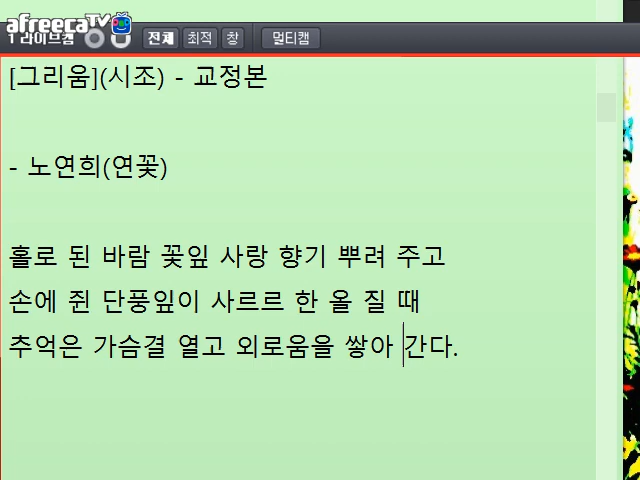 afreecaTV
1 라이브캠 전체 최적 창 멀티캠
[그리움](시조) - 교정본
- 노연희(연꽃)
홀로 된 바람 꽃잎 사랑 향기 뿌려 주고
손에 쥔 단풍잎이 사르르 한 올 질 때
추억은 가슴결 열고 외로움을 쌓아 간다.